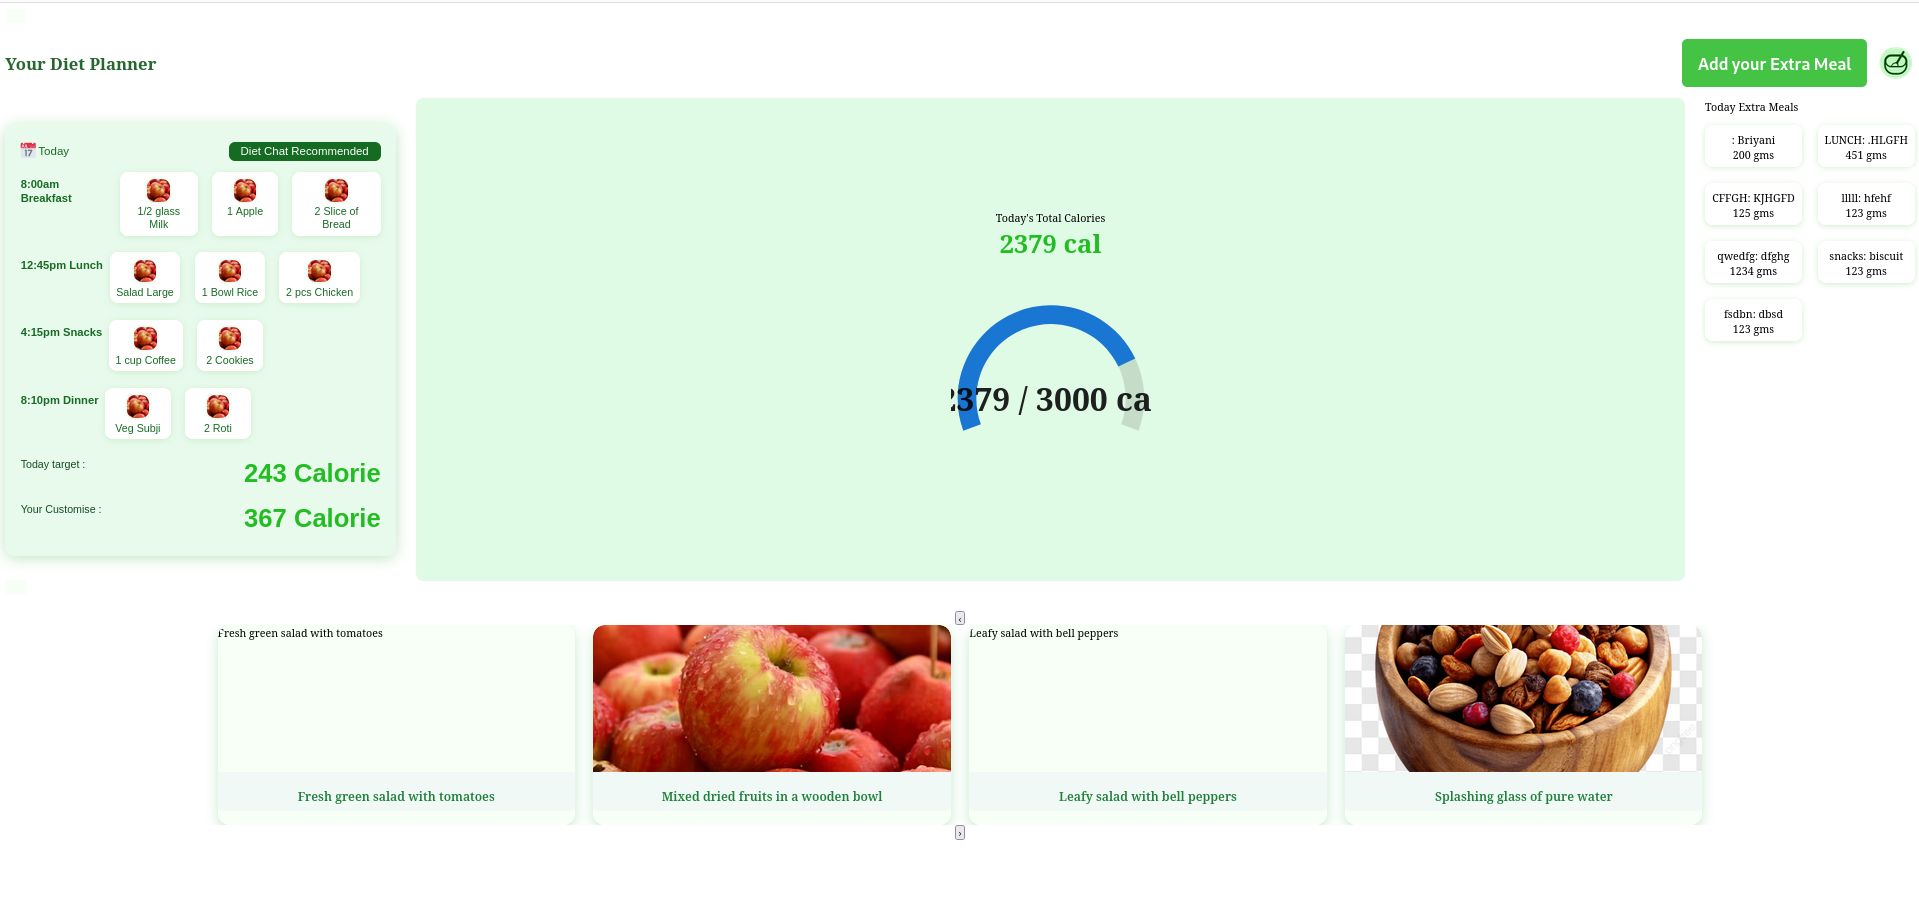 Your Diet Planner
Add your Extra Meal
Today
Diet Chat Recommended
8:00am
Breakfast
1/2 glass
Milk
1 Apple
2 Slice of
Bread
12:45pm Lunch
Salad Large
1 Bowl Rice
2 pcs Chicken
4:15pm Snacks
1 cup Coffee
2 Cookies
8:10pm Dinner
Veg Subji
2 Roti
Today target :
243 Calorie
Your Customise :
367 Calorie
Today's Total Calories
2379 cal
2379 / 3000 ca
Today Extra Meals
: Briyani
200 gms
LUNCH: .HLGFH
451 gms
CFFGH: KJHGFD
125 gms
lllll: hfehf
123 gms
qwedfg: dfghg
1234 gms
snacks: biscuit
123 gms
fsdbn: dbsd
123 gms
‹
Fresh green salad with tomatoes
Fresh green salad with tomatoes
Mixed dried fruits in a wooden bowl
Leafy salad with bell peppers
Leafy salad with bell peppers
Splashing glass of pure water
›